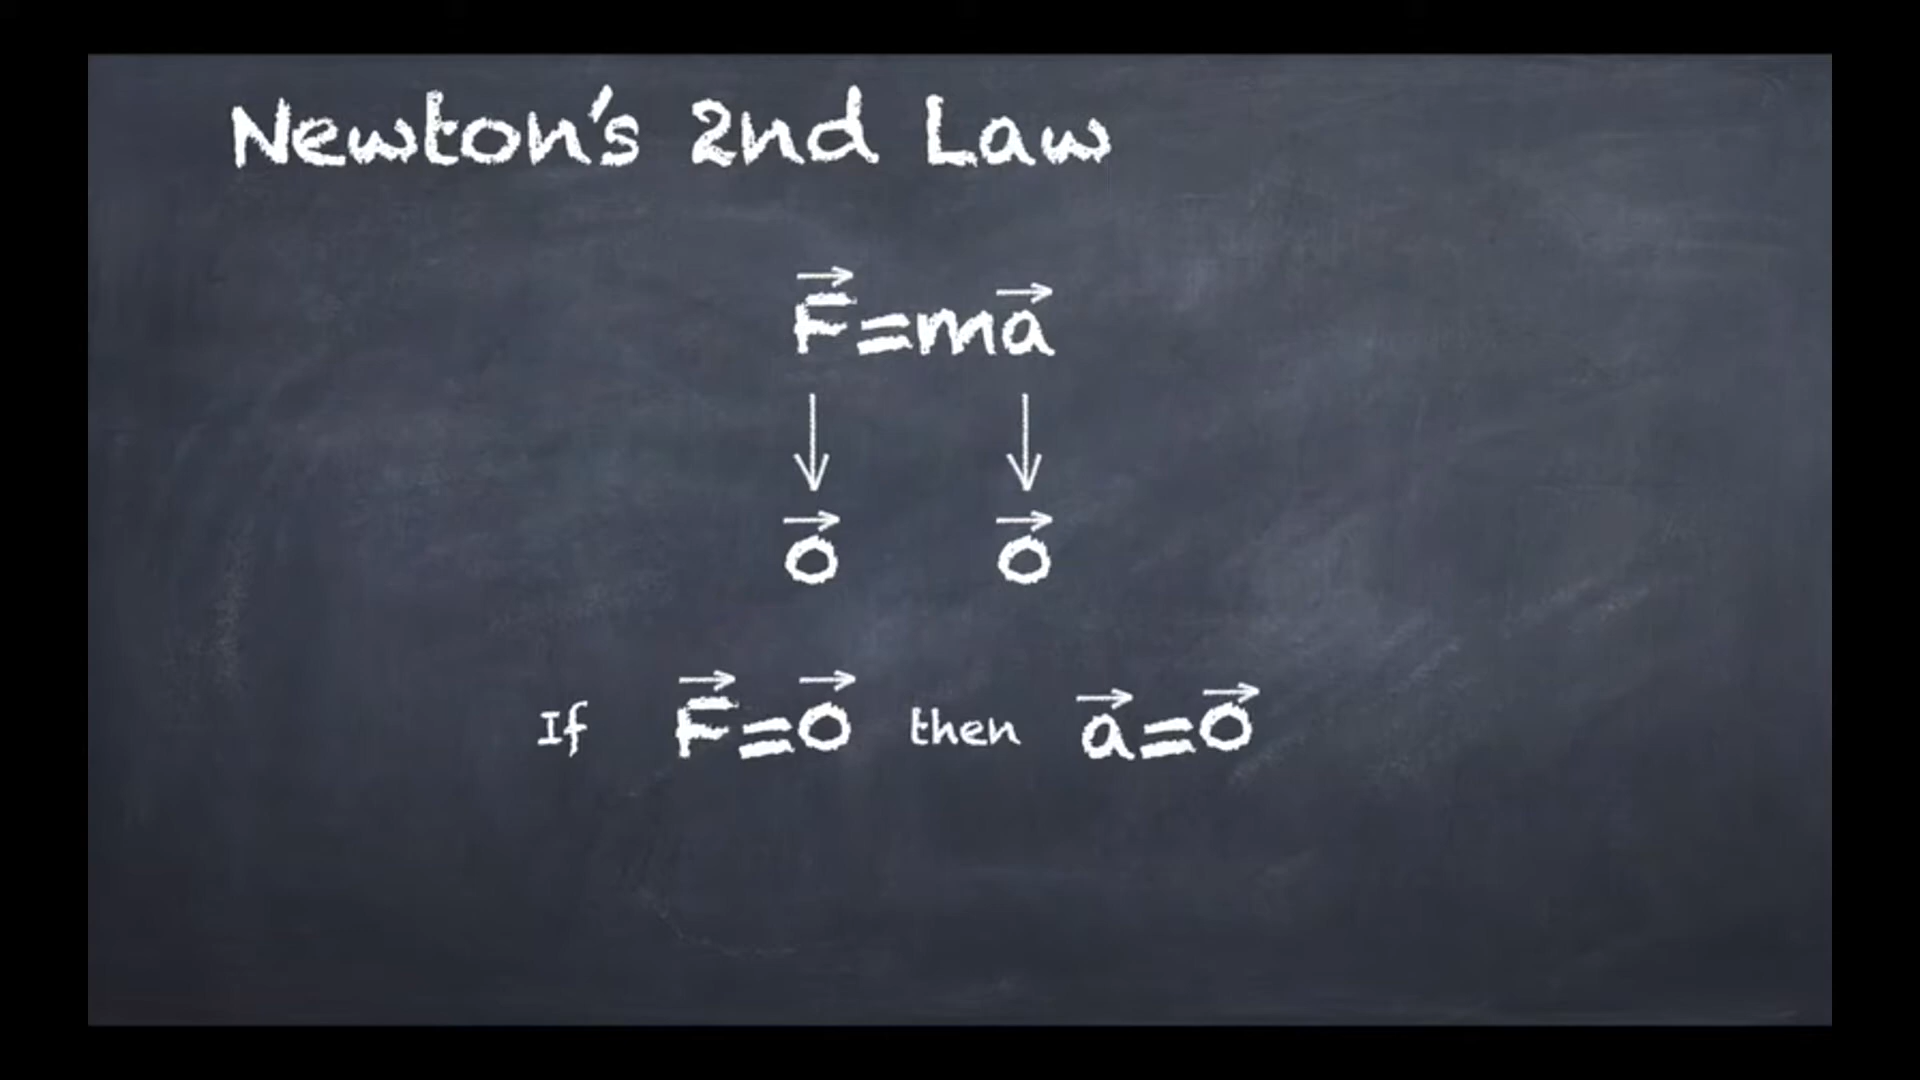 Newton's 2nd Law
F⃗=ma⃗
0⃗ 0⃗
If F⃗=0⃗ then a⃗=0⃗